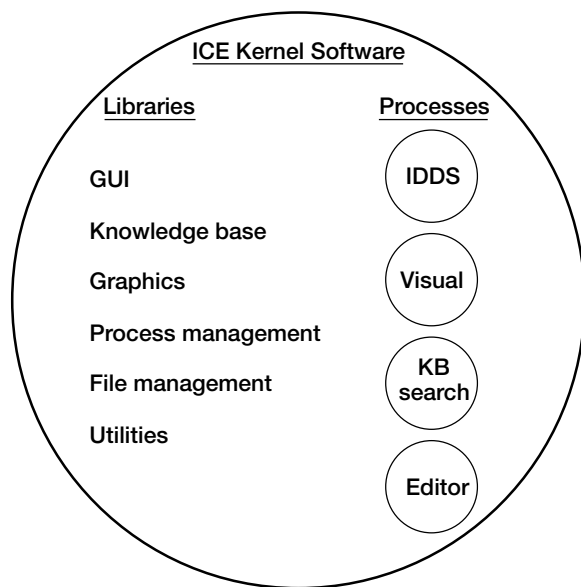 ICE Kernel Software
Libraries
GUI
Knowledge base
Graphics
Process management
File management
Utilities
Processes
IDDS
Visual
KB
search
Editor